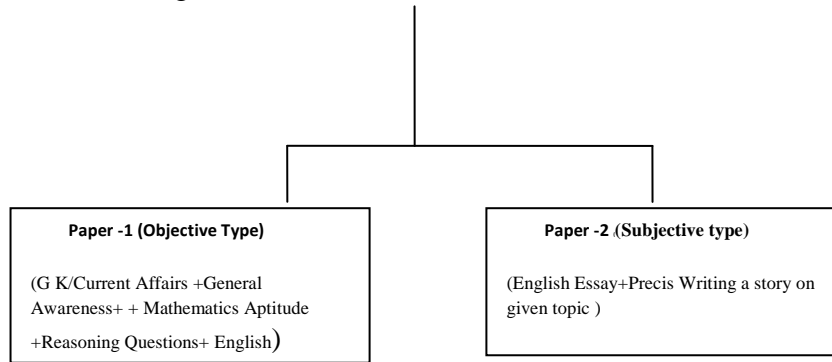 Paper -1 (Objective Type)
(G K/Current Affairs +General
Awareness+ + Mathematics Aptitude
+Reasoning Questions+ English)
Paper -2 (Subjective type)
(English Essay+Precis Writing a story on
given topic )